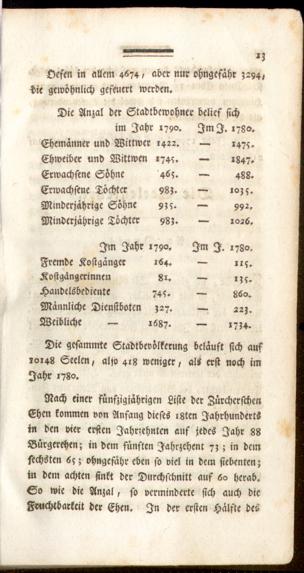 13
Oefen in allem 4674, aber nur ohngefähr 3294,
die gewöhnlich gefeuert werden.
Die Anzal der Stadtbewohner belief sich
im Jahr 1790. Im J. 1780.
Ehemänner und Wittwer 1422. — 1475.
Ehweiber und Wittwen 1745. — 1847.
Erwachsene Söhne 465. — 488.
Erwachsene Töchter 983. — 1035.
Minderjährige Söhne 935. — 992.
Minderjährige Töchter 983. — 1026.
Im Jahr 1790. Im J. 1780.
Fremde Kostgänger 164. — 115.
Kostgängerinnen 81. — 135.
Handelsbediente 745. — 860.
Männliche Dienstboten 327. — 223.
Weibliche — 1687. — 1734.
Die gesammte Stadtbevölkerung beläuft sich auf
10148 Seelen, also 418 weniger, als erst noch im
Jahr 1780.
Nach einer fünfzigjährigen Liste der Zürcherschen
Ehen kommen von Anfang dieses 18ten Jahrhunderts
in den vier ersten Jahrzehnten auf jedes Jahr 88
Bürgerehen; in dem fünften Jahrzehent 73; in dem
sechsten 65; ohngefähr eben so viel in dem siebenten;
in dem achten sinkt der Durchschnitt auf 60 herab.
So wie die Anzal, so verminderte sich auch die
Fruchtbarkeit der Ehen. In der ersten Hälfte des